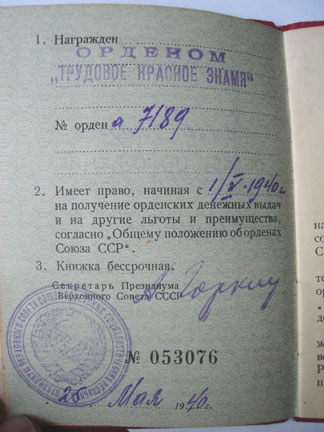 1. Награжден
ОРДЕНОМ
„ТРУДОВОЕ КРАСНОЕ ЗНАМЯ“
№ орден а 7189
2. Имеет право, начиная с 1/V-1940 г.
на получение орденских денежных выдач
и на другие льготы и преимущества,
согласно „Общему положению об орденах
Союза ССР“.
3. Книжка бессрочная.
Секретарь Президиума
Верховного Совета СССР
А. Горкин
№ 053076
20 Мая 1940 г.